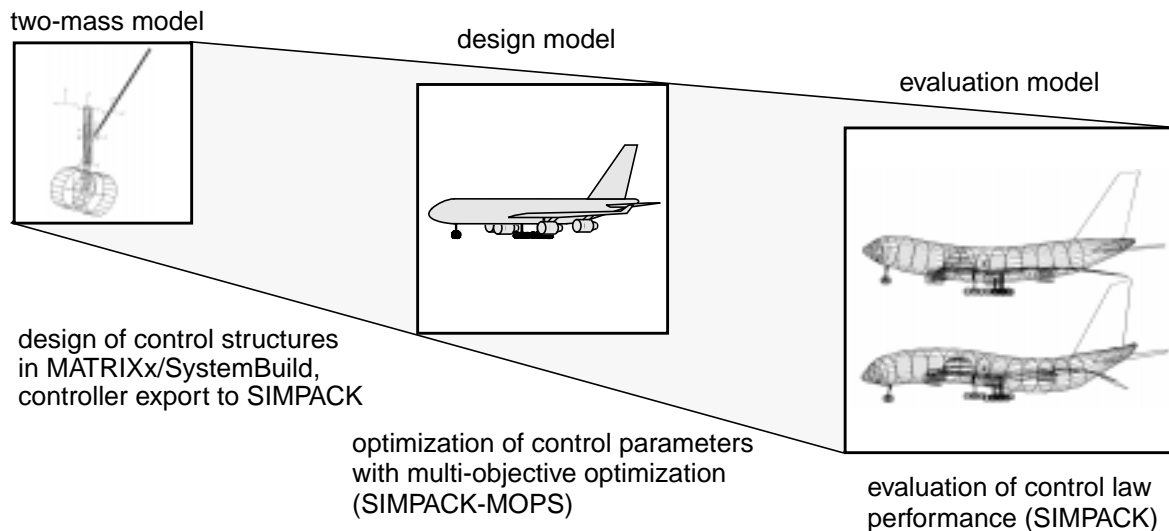 two-mass model
design model
evaluation model
design of control structures
in MATRIXx/SystemBuild,
controller export to SIMPACK
optimization of control parameters
with multi-objective optimization
(SIMPACK-MOPS)
evaluation of control law
performance (SIMPACK)